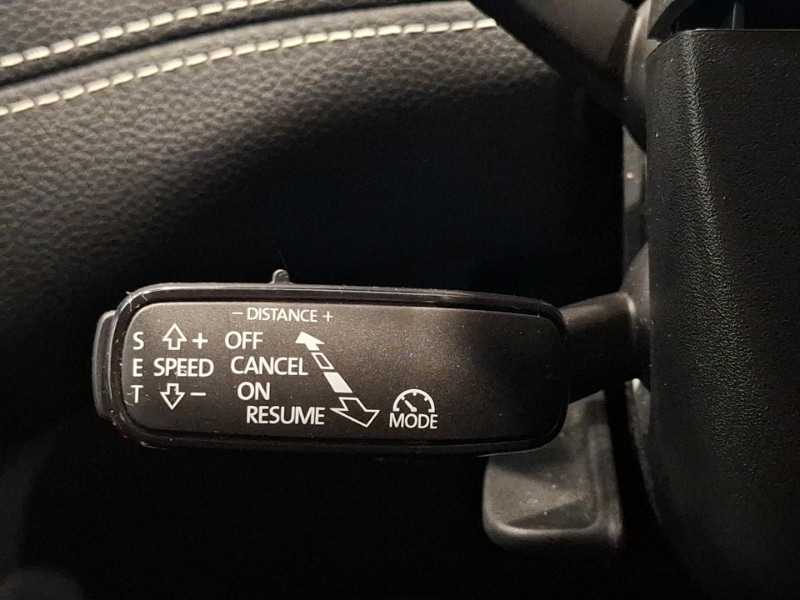 − DISTANCE +
S + OFF
E SPEED CANCEL
T − ON
RESUME
MODE